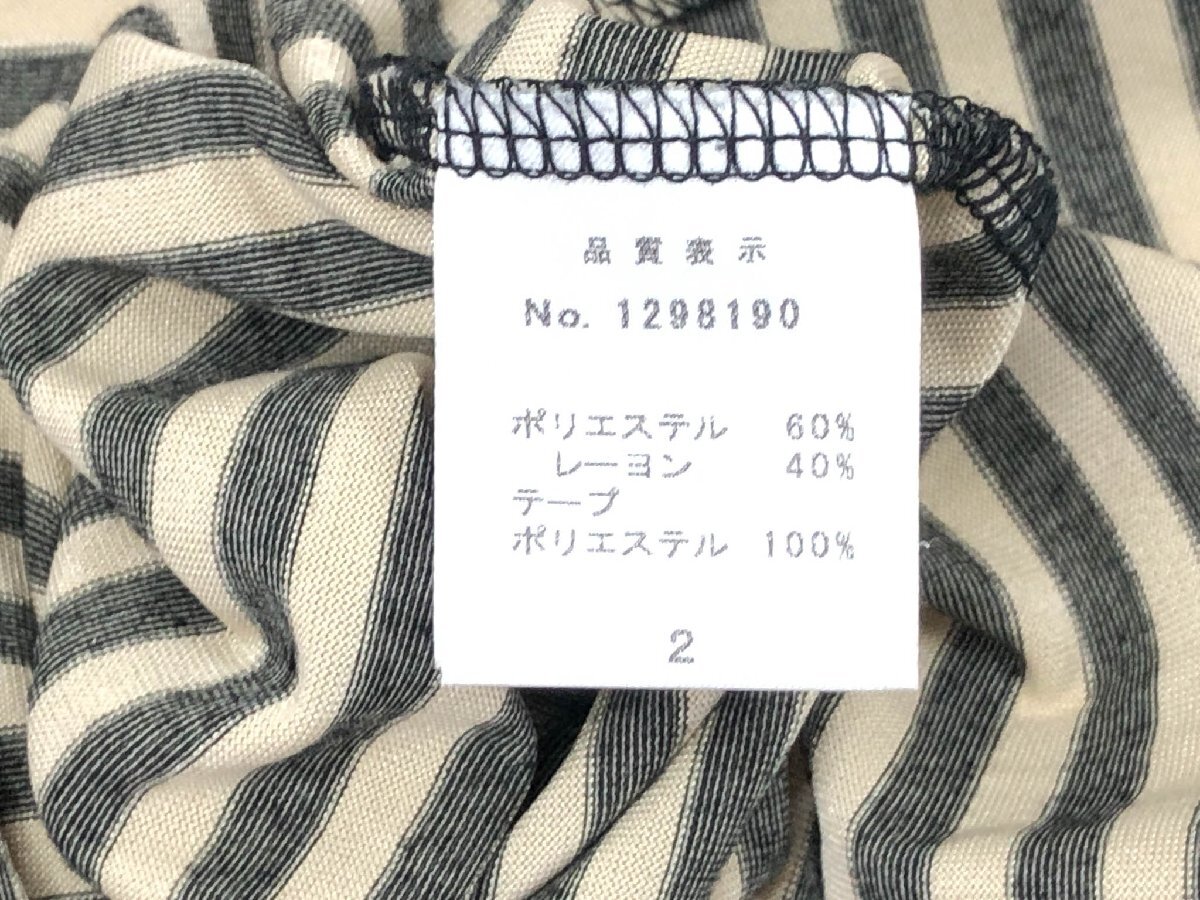 品質表示
No. 1298190
ポリエステル 60%
レーヨン 40%
テープ
ポリエステル 100%
2